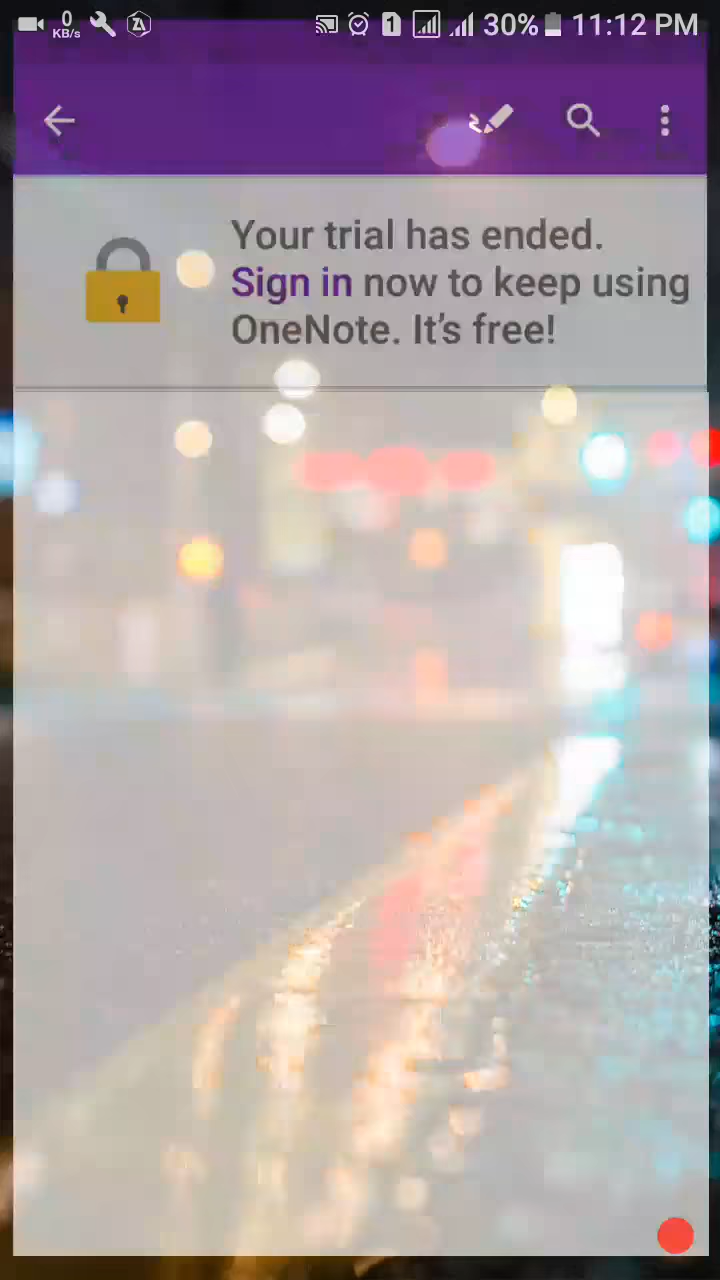 0 KB/s 1 30% 11:12 PM
Your trial has ended.
Sign in now to keep using
OneNote. It's free!